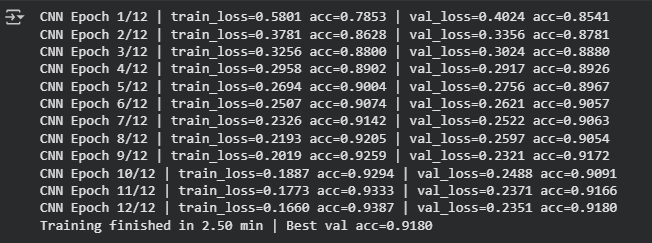 CNN Epoch 1/12 | train_loss=0.5801 acc=0.7853 | val_loss=0.4024 acc=0.8541
CNN Epoch 2/12 | train_loss=0.3781 acc=0.8628 | val_loss=0.3356 acc=0.8781
CNN Epoch 3/12 | train_loss=0.3256 acc=0.8800 | val_loss=0.3024 acc=0.8880
CNN Epoch 4/12 | train_loss=0.2958 acc=0.8902 | val_loss=0.2917 acc=0.8926
CNN Epoch 5/12 | train_loss=0.2694 acc=0.9004 | val_loss=0.2756 acc=0.8967
CNN Epoch 6/12 | train_loss=0.2507 acc=0.9074 | val_loss=0.2621 acc=0.9057
CNN Epoch 7/12 | train_loss=0.2326 acc=0.9142 | val_loss=0.2522 acc=0.9063
CNN Epoch 8/12 | train_loss=0.2193 acc=0.9205 | val_loss=0.2597 acc=0.9054
CNN Epoch 9/12 | train_loss=0.2019 acc=0.9259 | val_loss=0.2321 acc=0.9172
CNN Epoch 10/12 | train_loss=0.1887 acc=0.9294 | val_loss=0.2488 acc=0.9091
CNN Epoch 11/12 | train_loss=0.1773 acc=0.9333 | val_loss=0.2371 acc=0.9166
CNN Epoch 12/12 | train_loss=0.1660 acc=0.9387 | val_loss=0.2351 acc=0.9180
Training finished in 2.50 min | Best val acc=0.9180